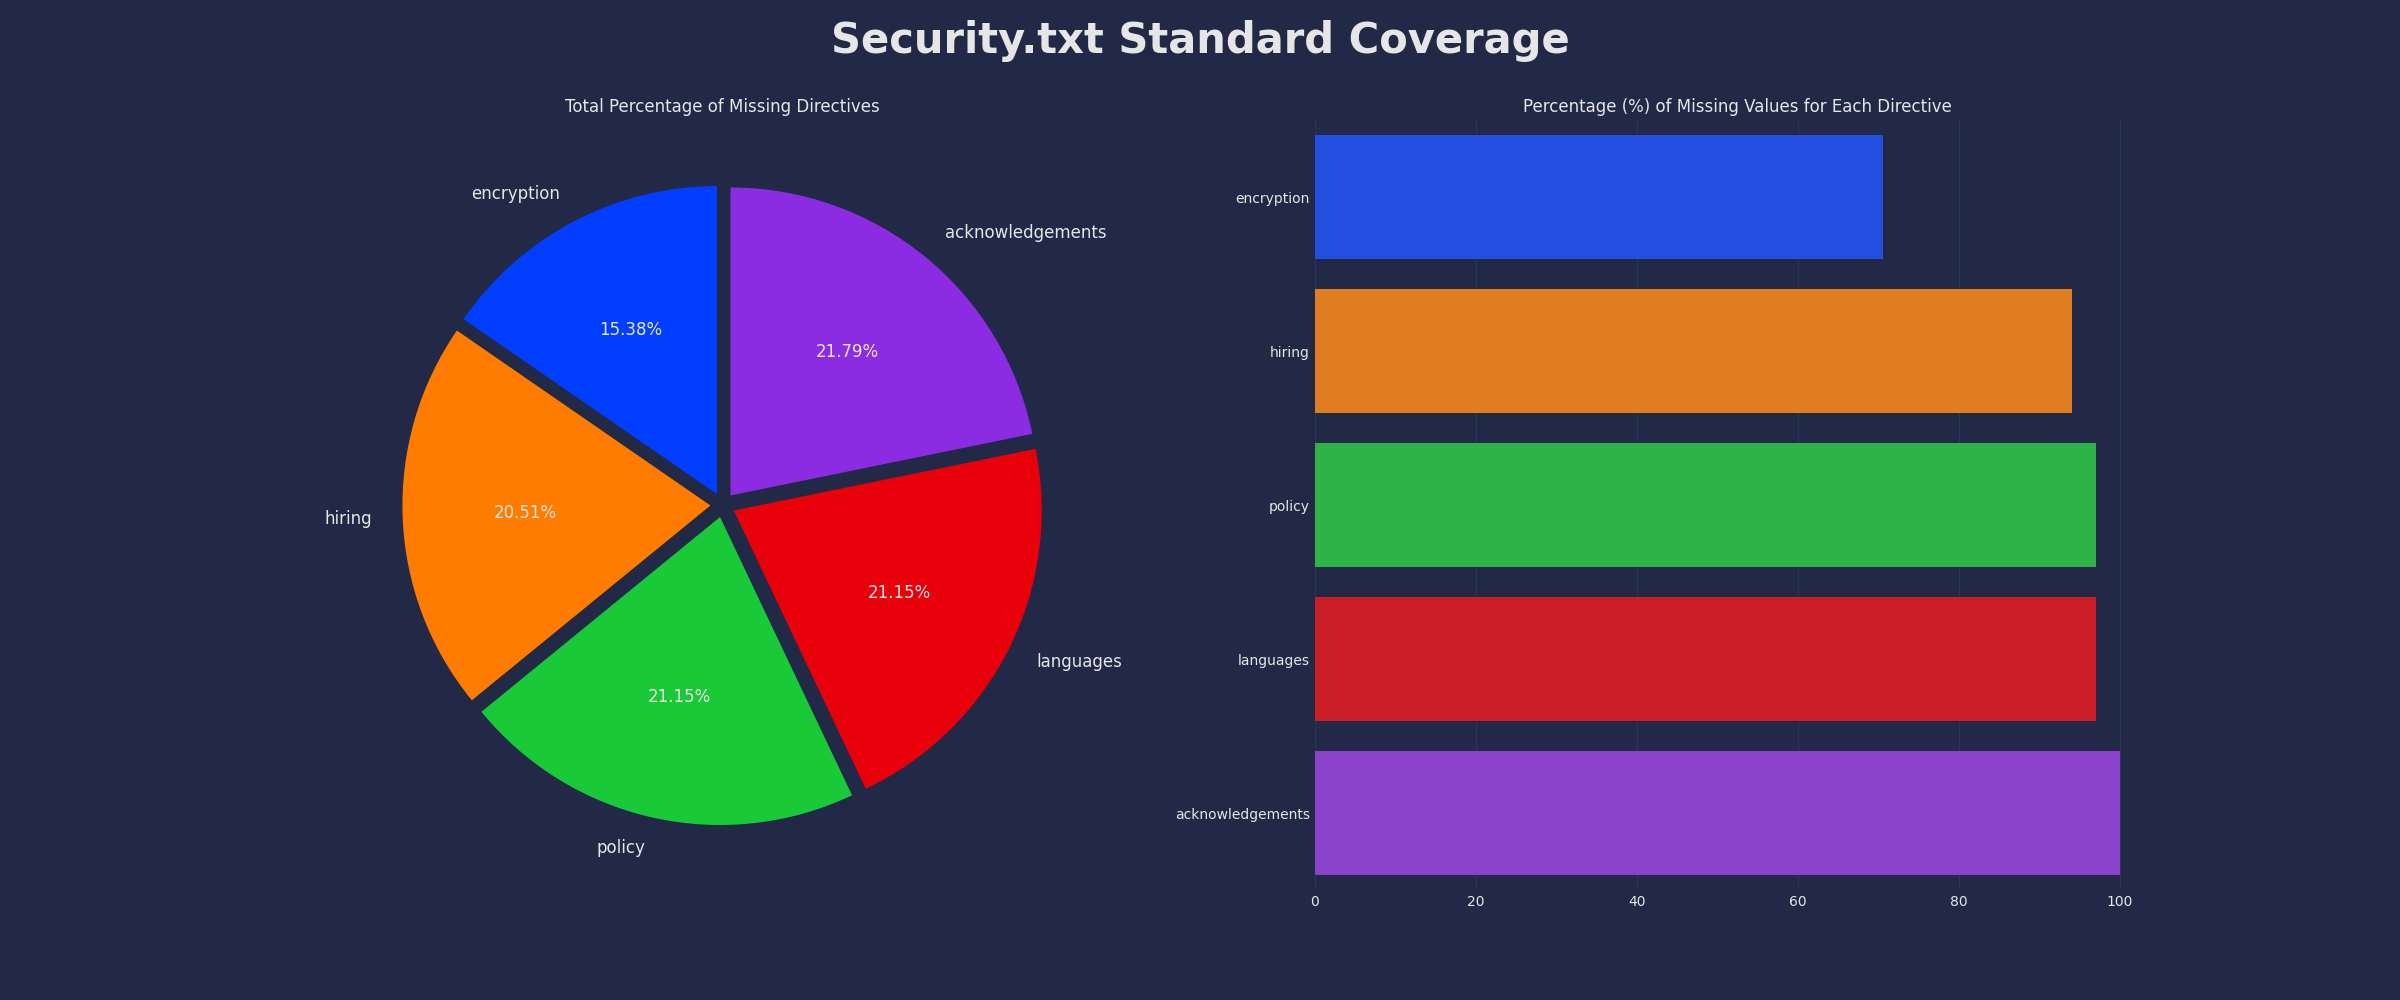 Security.txt Standard Coverage
Total Percentage of Missing Directives
encryption
acknowledgements
15.38%
21.79%
hiring
20.51%
21.15%
languages
21.15%
policy
Percentage (%) of Missing Values for Each Directive
encryption
hiring
policy
languages
acknowledgements
0 20 40 60 80 100